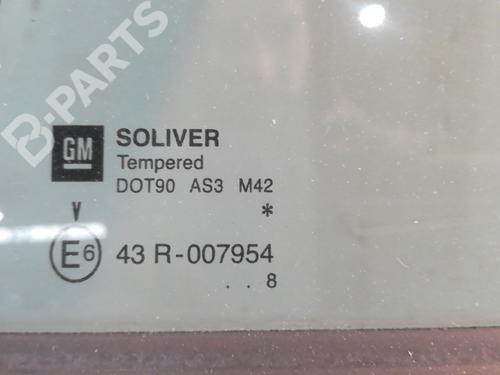 B-PARTS
GM SOLIVER
Tempered
DOT90 AS3 M42
V *
E6 43 R-007954
. . 8